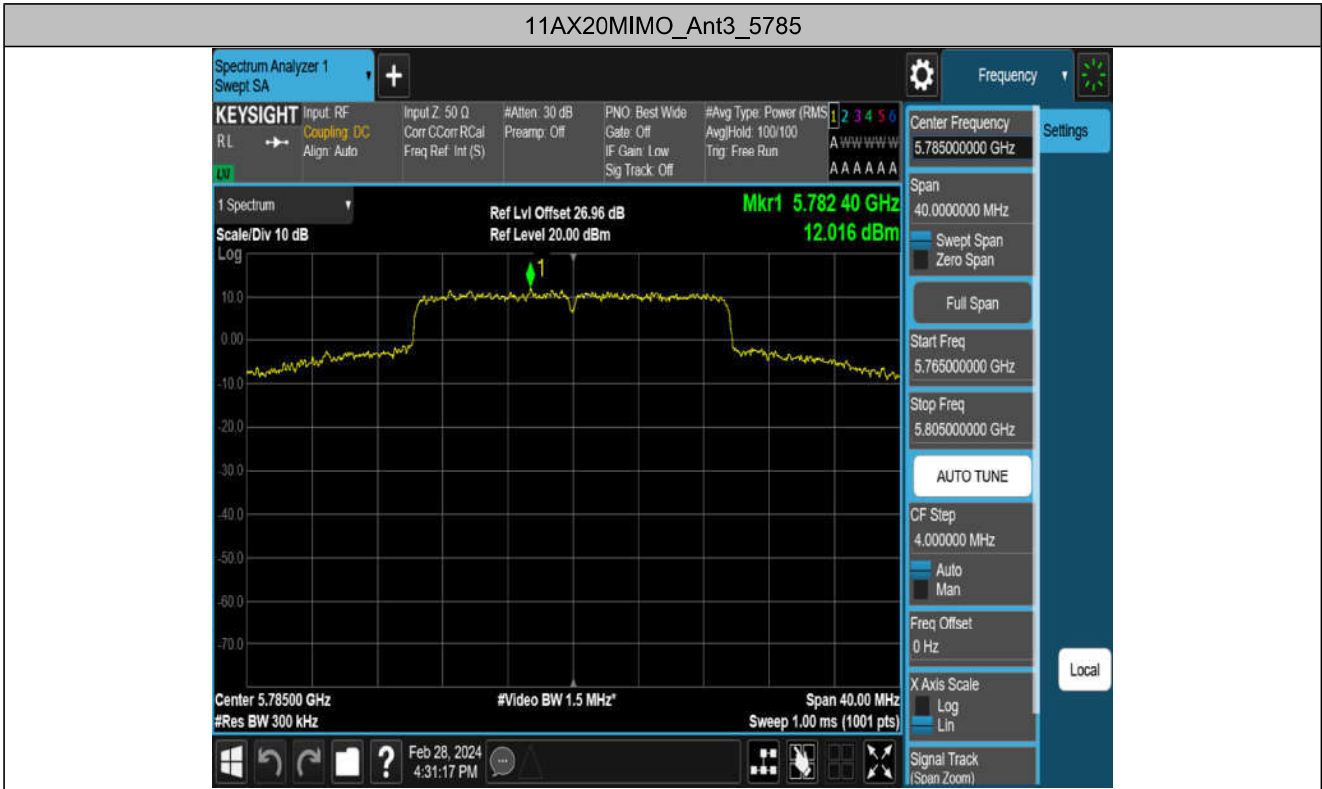 11AX20MIMO_Ant3_5785
Spectrum Analyzer 1
Swept SA
+
Frequency
KEYSIGHT
RL
LXI
Input: RF
Coupling: DC
Align: Auto
Input Z: 50 Ω
Corr CCorr RCal
Freq Ref: Int (S)
#Atten: 30 dB
Preamp: Off
PNO: Best Wide
Gate: Off
IF Gain: Low
Sig Track: Off
#Avg Type: Power (RMS
Avg|Hold: 100/100
Trig: Free Run
1 2 3 4 5 6
A W W W W W
A A A A A A
1 Spectrum
Scale/Div 10 dB
Log
Ref Lvl Offset 26.96 dB
Ref Level 20.00 dBm
Mkr1 5.782 40 GHz
12.016 dBm
1
10.0
0.00
-10.0
-20.0
-30.0
-40.0
-50.0
-60.0
-70.0
Center 5.78500 GHz
#Res BW 300 kHz
#Video BW 1.5 MHz*
Span 40.00 MHz
Sweep 1.00 ms (1001 pts)
Feb 28, 2024
4:31:17 PM
?
Center Frequency
5.785000000 GHz
Settings
Span
40.0000000 MHz
Swept Span
Zero Span
Full Span
Start Freq
5.765000000 GHz
Stop Freq
5.805000000 GHz
AUTO TUNE
CF Step
4.000000 MHz
Auto
Man
Freq Offset
0 Hz
X Axis Scale
Log
Lin
Local
Signal Track
(Span Zoom)